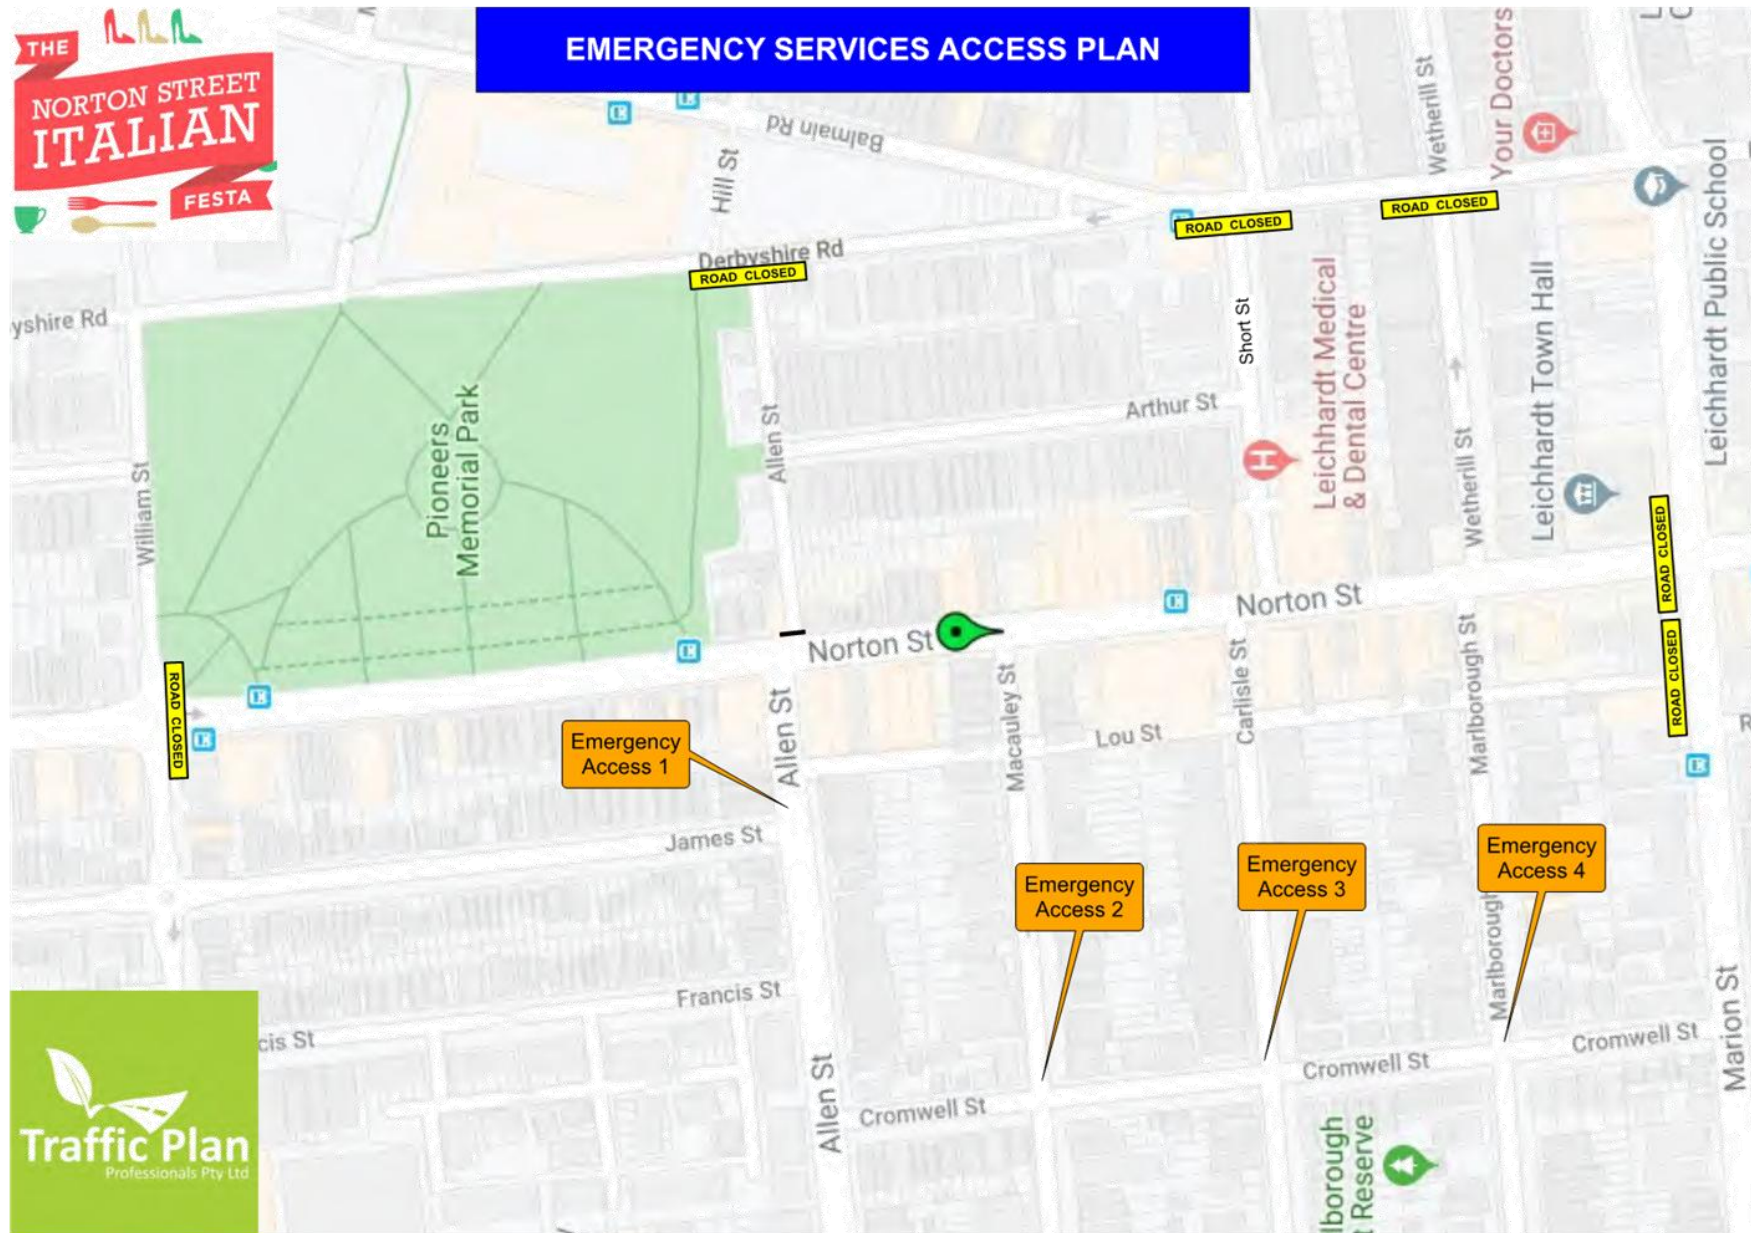 EMERGENCY SERVICES ACCESS PLAN
THE
NORTON STREET
ITALIAN
FESTA
Balmain Rd
Hill St
Wetherill St
Your Doctors
Leichhardt Public School
ROAD CLOSED
ROAD CLOSED
Derbyshire Rd
ROAD CLOSED
yshire Rd
Short St
Leichhardt Medical
& Dental Centre
Leichhardt Town Hall
Arthur St
Allen St
Pioneers
Memorial Park
William St
Wetherill St
H
ROAD CLOSED
ROAD CLOSED
Norton St
Norton St
ROAD CLOSED
Allen St
Macauley St
Carlisle St
Marlborough St
Lou St
Emergency
Access 1
James St
Emergency
Access 2
Emergency
Access 3
Emergency
Access 4
Marlborough
Francis St
cis St
Marion St
Cromwell St
Cromwell St
Cromwell St
Allen St
lborough
t Reserve
Traffic Plan
Professionals Pty Ltd